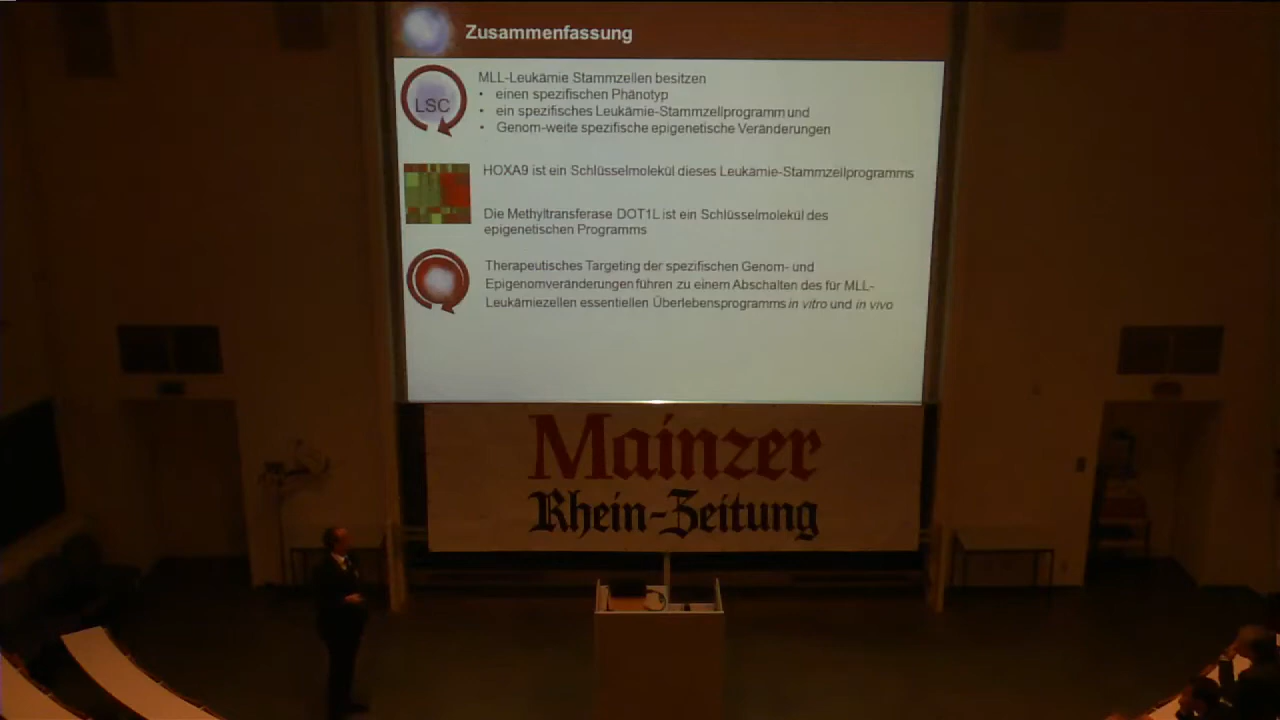 Zusammenfassung
LSC
MLL-Leukämie Stammzellen besitzen
• einen spezifischen Phänotyp
• ein spezifisches Leukämie-Stammzellprogramm und
• Genom-weite spezifische epigenetische Veränderungen
HOXA9 ist ein Schlüsselmolekül dieses Leukämie-Stammzellprogramms
Die Methyltransferase DOT1L ist ein Schlüsselmolekül des
epigenetischen Programms
Therapeutisches Targeting der spezifischen Genom- und
Epigenomveränderungen führen zu einem Abschalten des für MLL-
Leukämiezellen essentiellen Überlebensprogramms in vitro und in vivo
Mainzer
Rhein-Zeitung